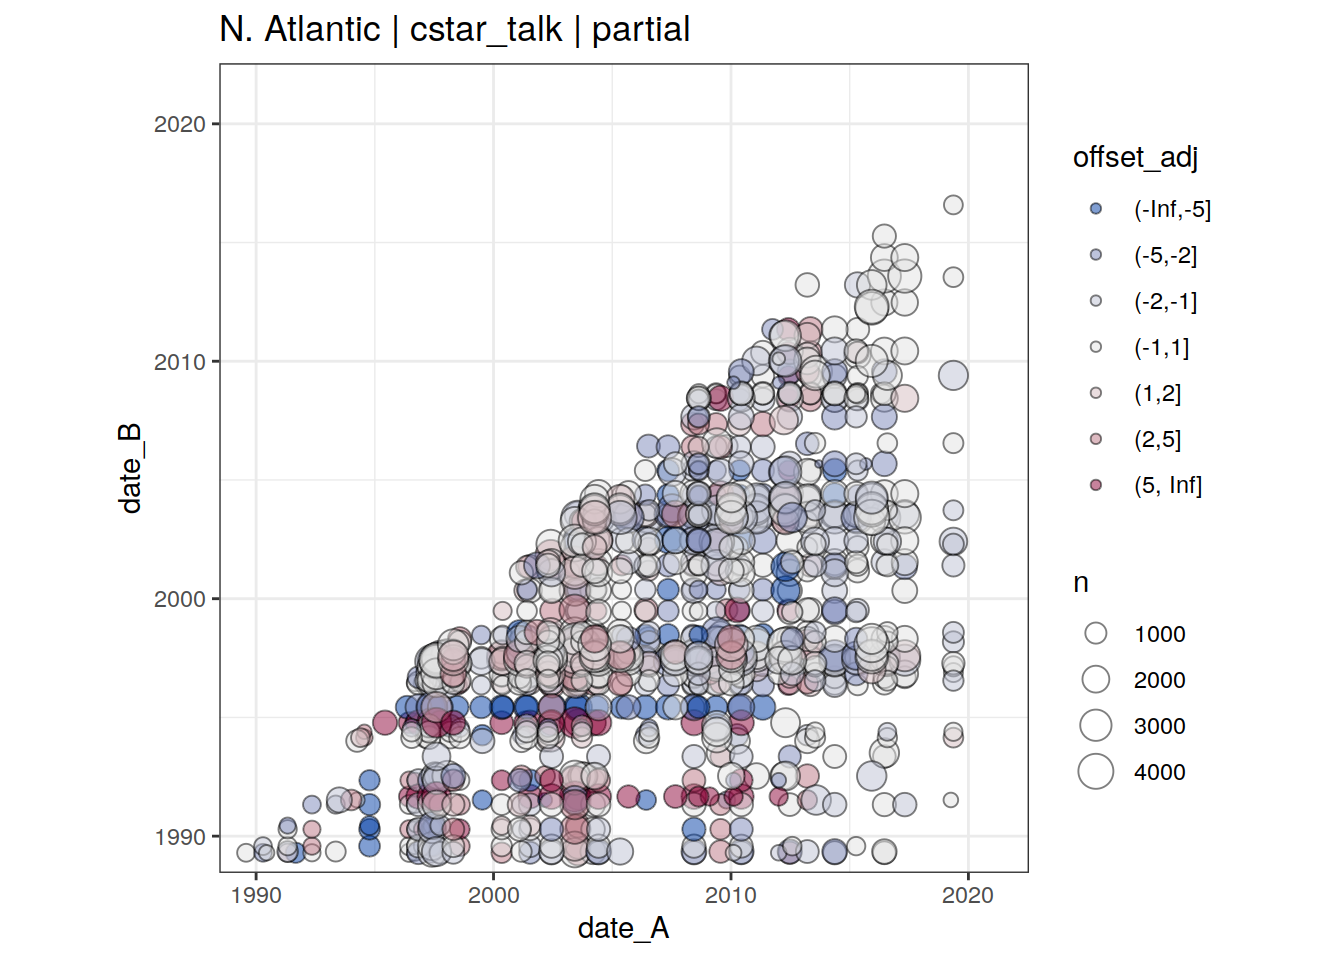 N. Atlantic | cstar_talk | partial
date_B
2020
2010
2000
1990
1990
2000
2010
2020
date_A
offset_adj
(-Inf,-5]
(-5,-2]
(-2,-1]
(-1,1]
(1,2]
(2,5]
(5, Inf]
n
1000
2000
3000
4000